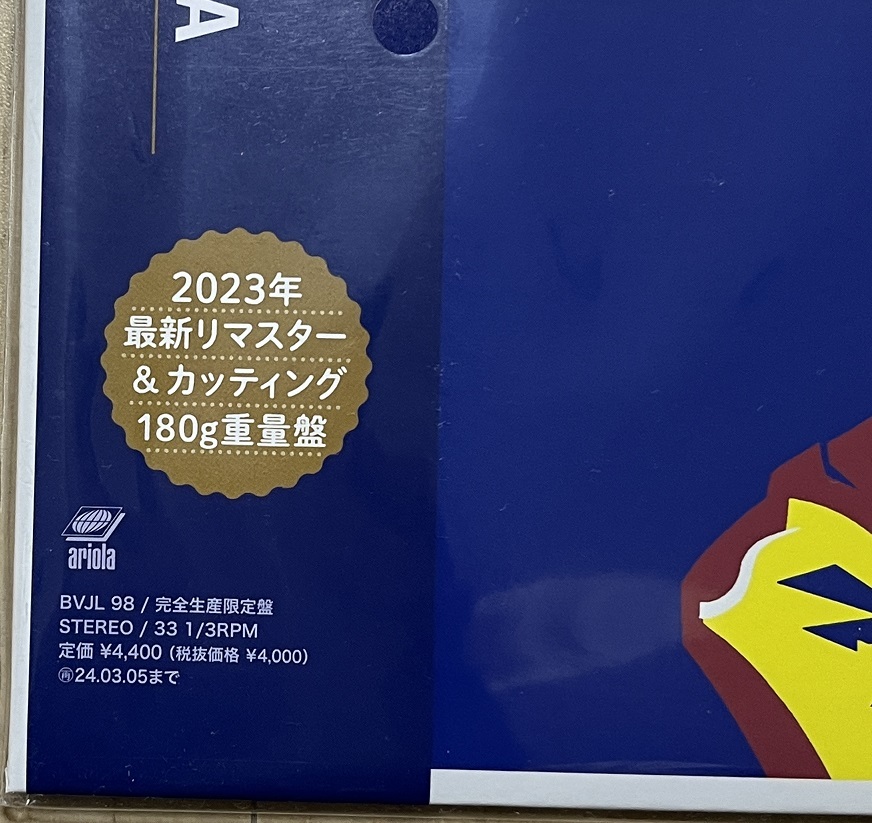 A
2023年
最新リマスター
&カッティング
180g重量盤
ariola
BVJL 98 / 完全生産限定盤
STEREO / 33 1/3RPM
定価 ¥4,400 (税抜価格 ¥4,000)
㊢24.03.05まで